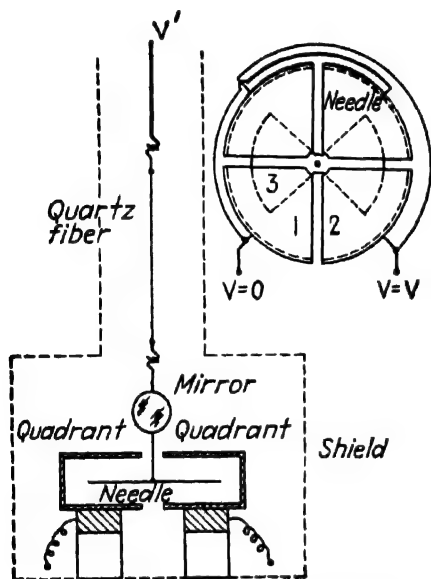 V'
Needle
3
1 2
V=0
V=V
Quartz
fiber
Mirror
Quadrant
Quadrant
Shield
Needle